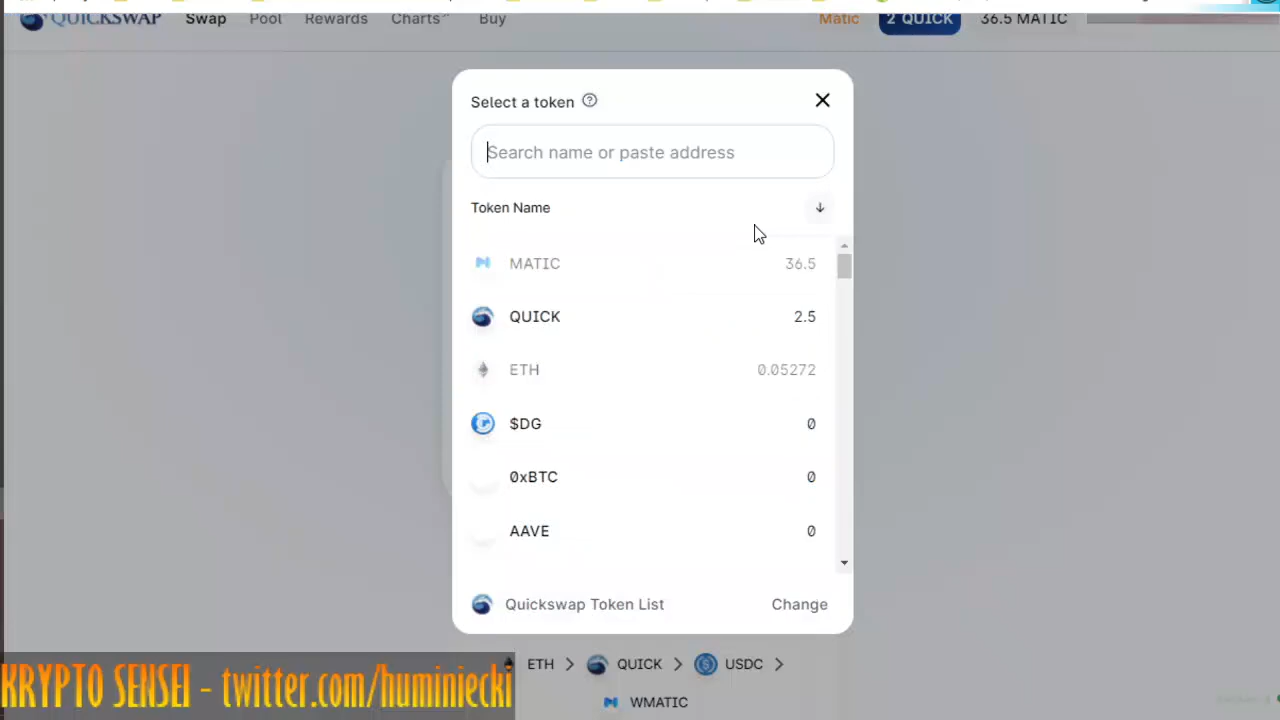 QUICKSWAP Swap Pool Rewards Charts Buy Matic 2 QUICK 36.5 MATIC
Select a token
Search name or paste address
Token Name
MATIC 36.5
QUICK 2.5
ETH 0.05272
$DG 0
0xBTC 0
AAVE 0
Quickswap Token List Change
ETH QUICK USDC
WMATIC
KRYPTO SENSEI - twitter.com/huminiecki